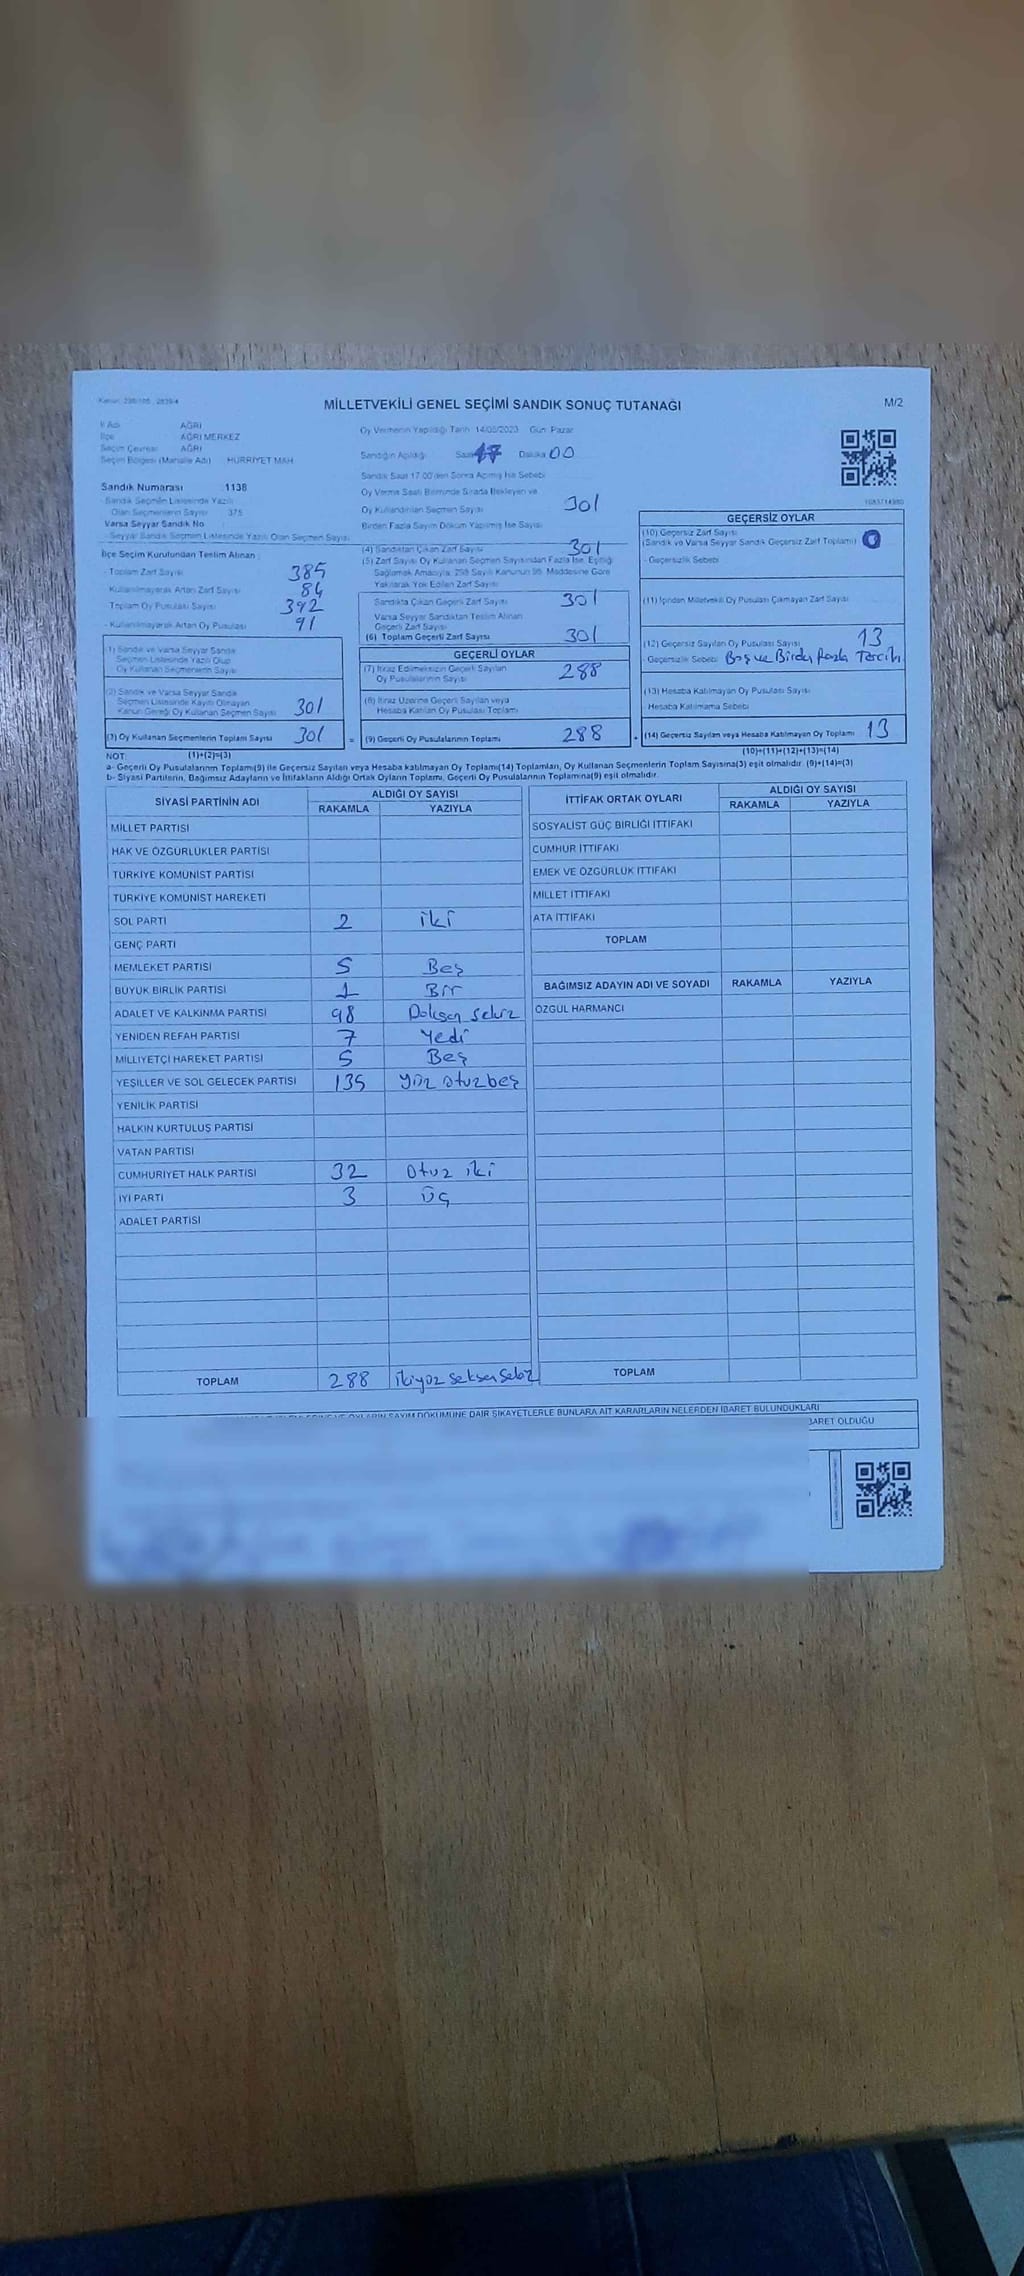 Kanun: 298/105 , 2839/4
MİLLETVEKİLİ GENEL SEÇİMİ SANDIK SONUÇ TUTANAĞI
M/2
İl Adı AĞRI
İlçe AĞRI MERKEZ
Seçim Çevresi AĞRI
Seçim Bölgesi (Mahalle Adı) HÜRRİYET MAH.
Sandık Numarası 1138
- Sandık Seçmen Listesinde Yazılı
Olan Seçmenlerin Sayısı 375
Varsa Seyyar Sandık No
- Seyyar Sandık Seçmen Listesinde Yazılı Olan Seçmen Sayısı
İlçe Seçim Kurulundan Teslim Alınan :
- Toplam Zarf Sayısı 385
- Kullanılmayarak Artan Zarf Sayısı 84
- Toplam Oy Pusulası Sayısı 392
- Kullanılmayarak Artan Oy Pusulası 91
(1) Sandık ve Varsa Seyyar Sandık
Seçmen Listesinde Yazılı Olup
Oy Kullanan Seçmenlerin Sayısı
(2) Sandık ve Varsa Seyyar Sandık
Seçmen Listesinde Kayıtlı Olmayan
Kanun Gereği Oy Kullanan Seçmen Sayısı 301
(3) Oy Kullanan Seçmenlerin Toplam Sayısı 301 =
Oy Vermenin Yapıldığı Tarih 14/05/2023 Gün Pazar
Sandığın Açıldığı Saat 17 Dakika 00
Sandık Saat 17.00'den Sonra Açılmış İse Sebebi
Oy Verme Saati Bitiminde Sırada Bekleyen ve
Oy Kullandırılan Seçmen Sayısı 301
Birden Fazla Sayım Döküm Yapılmış İse Sayısı
(4) Sandıktan Çıkan Zarf Sayısı 301
(5) Zarf Sayısı Oy Kullanan Seçmen Sayısından Fazla İse, Eşitliği
Sağlamak Amacıyla, 298 Sayılı Kanunun 98. Maddesine Göre
Yakılarak Yok Edilen Zarf Sayısı
Sandıkta Çıkan Geçerli Zarf Sayısı 301
Varsa Seyyar Sandıktan Teslim Alınan
Geçerli Zarf Sayısı
(6) Toplam Geçerli Zarf Sayısı 301
GEÇERLİ OYLAR
(7) İtiraz Edilmeksizin Geçerli Sayılan
Oy Pusulalarının Sayısı 288
(8) İtiraz Üzerine Geçerli Sayılan veya
Hesaba Katılan Oy Pusulası Toplamı
(9) Geçerli Oy Pusulalarının Toplamı 288 +
GEÇERSİZ OYLAR
(10) Geçersiz Zarf Sayısı
(Sandık ve Varsa Seyyar Sandık Geçersiz Zarf Toplamı) 0
- Geçersizlik Sebebi
(11) İçinden Milletvekili Oy Pusulası Çıkmayan Zarf Sayısı
(12) Geçersiz Sayılan Oy Pusulası Sayısı 13
- Geçersizlik Sebebi Boş ve Birden fazla Tercih
(13) Hesaba Katılmayan Oy Pusulası Sayısı
- Hesaba Katılmama Sebebi
(14) Geçersiz Sayılan veya Hesaba Katılmayan Oy Toplamı 13
NOT : (1)+(2)=(3) (10)+(11)+(12)+(13)=(14)
a- Geçerli Oy Pusulalarının Toplamı(9) ile Geçersiz Sayılan veya Hesaba katılmayan Oy Toplamı(14) Toplamları, Oy Kullanan Seçmenlerin Toplam Sayısına(3) eşit olmalıdır. (9)+(14)=(3)
b- Siyasi Partilerin, Bağımsız Adayların ve İttifakların Aldığı Ortak Oyların Toplamı, Geçerli Oy Pusulalarının Toplamına(9) eşit olmalıdır.
SİYASİ PARTİNİN ADI ALDIĞI OY SAYISI
RAKAMLA YAZIYLA
MİLLET PARTİSİ
HAK VE ÖZGÜRLÜKLER PARTİSİ
TÜRKİYE KOMÜNİST PARTİSİ
TÜRKİYE KOMÜNİST HAREKETİ
SOL PARTİ 2 iki
GENÇ PARTİ
MEMLEKET PARTİSİ 5 Beş
BÜYÜK BİRLİK PARTİSİ 1 Bir
ADALET VE KALKINMA PARTİSİ 98 Doksan sekiz
YENİDEN REFAH PARTİSİ 7 Yedi
MİLLİYETÇİ HAREKET PARTİSİ 5 Beş
YEŞİLLER VE SOL GELECEK PARTİSİ 135 yüz otuzbeş
YENİLİK PARTİSİ
HALKIN KURTULUŞ PARTİSİ
VATAN PARTİSİ
CUMHURİYET HALK PARTİSİ 32 otuz iki
İYİ PARTİ 3 üç
ADALET PARTİSİ
TOPLAM 288 ikiyüz seksen sekiz
İTTİFAK ORTAK OYLARI ALDIĞI OY SAYISI
RAKAMLA YAZIYLA
SOSYALİST GÜÇ BİRLİĞİ İTTİFAKI
CUMHUR İTTİFAKI
EMEK VE ÖZGÜRLÜK İTTİFAKI
MİLLET İTTİFAKI
ATA İTTİFAKI
TOPLAM
BAĞIMSIZ ADAYIN ADI VE SOYADI RAKAMLA YAZIYLA
ÖZGÜL HARMANCI
TOPLAM
OYLARIN SAYIM DÖKÜMÜNE DAİR ŞİKAYETLERLE BUNLARA AİT KARARLARIN NELERDEN İBARET BULUNDUKLARI
İBARET OLDUĞU